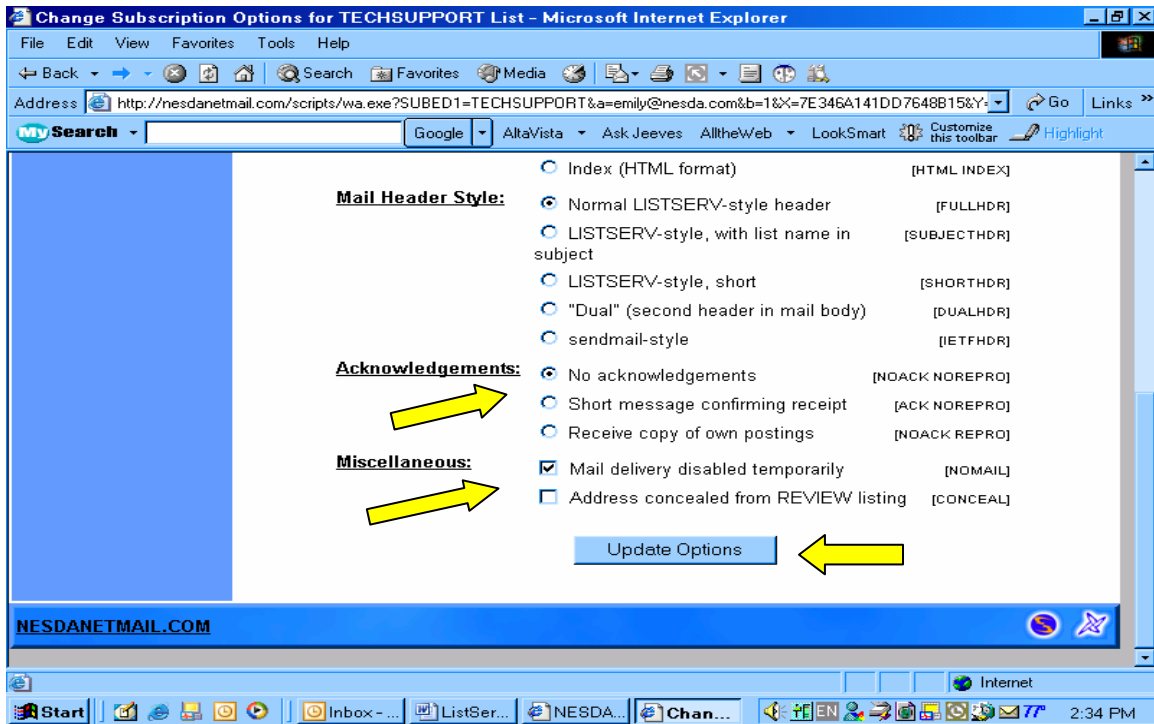 Change Subscription Options for TECHSUPPORT List - Microsoft Internet Explorer
File Edit View Favorites Tools Help
Back Search Favorites Media
Address http://nesdanetmail.com/scripts/wa.exe?SUBED1=TECHSUPPORT&a=emily@nesda.com&b=1&X=7E346A141DD7648B15&Y= Go Links »
My Search Google AltaVista Ask Jeeves AlltheWeb LookSmart Customize this toolbar Highlight
Index (HTML format) [HTML INDEX]
Mail Header Style: Normal LISTSERV-style header [FULLHDR]
LISTSERV-style, with list name in [SUBJECTHDR]
subject
LISTSERV-style, short [SHORTHDR]
"Dual" (second header in mail body) [DUALHDR]
sendmail-style [IETFHDR]
Acknowledgements: No acknowledgements [NOACK NOREPRO]
Short message confirming receipt [ACK NOREPRO]
Receive copy of own postings [NOACK REPRO]
Miscellaneous: Mail delivery disabled temporarily [NOMAIL]
Address concealed from REVIEW listing [CONCEAL]
Update Options
NESDANETMAIL.COM
Internet
Start Inbox - ... ListSer... NESDA... Chan... EN 77° 2:34 PM